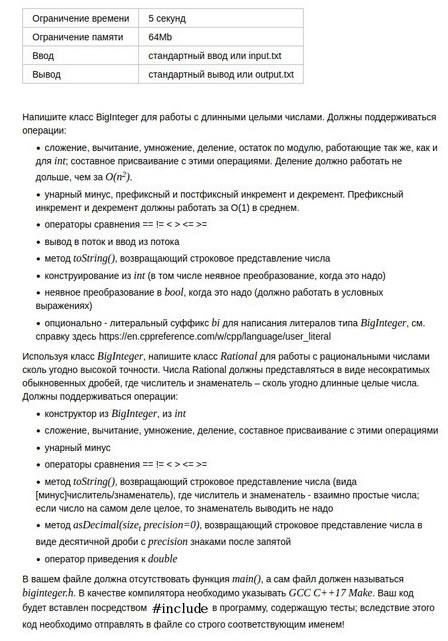 Ограничение времени 5 секунд
Ограничение памяти 64Mb
Ввод стандартный ввод или input.txt
Вывод стандартный вывод или output.txt
Напишите класс BigInteger для работы с длинными целыми числами. Должны поддерживаться
операции:
• сложение, вычитание, умножение, деление, остаток по модулю, работающие так же, как и
для int; составное присваивание с этими операциями. Деление должно работать не
дольше, чем за O(n²).
• унарный минус, префиксный и постфиксный инкремент и декремент. Префиксный
инкремент и декремент должны работать за O(1) в среднем.
• операторы сравнения == != < > <= >=
• вывод в поток и ввод из потока
• метод toString(), возвращающий строковое представление числа
• конструирование из int (в том числе неявное преобразование, когда это надо)
• неявное преобразование в bool, когда это надо (должно работать в условных
выражениях)
• опционально - литеральный суффикс bi для написания литералов типа BigInteger, см.
справку здесь https://en.cppreference.com/w/cpp/language/user_literal
Используя класс BigInteger, напишите класс Rational для работы с рациональными числами
сколь угодно высокой точности. Числа Rational должны представляться в виде несократимых
обыкновенных дробей, где числитель и знаменатель – сколь угодно длинные целые числа.
Должны поддерживаться операции:
• конструктор из BigInteger, из int
• сложение, вычитание, умножение, деление, составное присваивание с этими операциями
• унарный минус
• операторы сравнения == != < > <= >=
• метод toString(), возвращающий строковое представление числа (вида
[минус]числитель/знаменатель), где числитель и знаменатель - взаимно простые числа;
если число на самом деле целое, то знаменатель выводить не надо
• метод asDecimal(size_t precision=0), возвращающий строковое представление числа в
виде десятичной дроби с precision знаками после запятой
• оператор приведения к double
В вашем файле должна отсутствовать функция main(), а сам файл должен называться
biginteger.h. В качестве компилятора необходимо указывать GCC C++17 Make. Ваш код
будет вставлен посредством #include в программу, содержащую тесты; вследствие этого
код необходимо отправлять в файле со строго соответствующим именем!